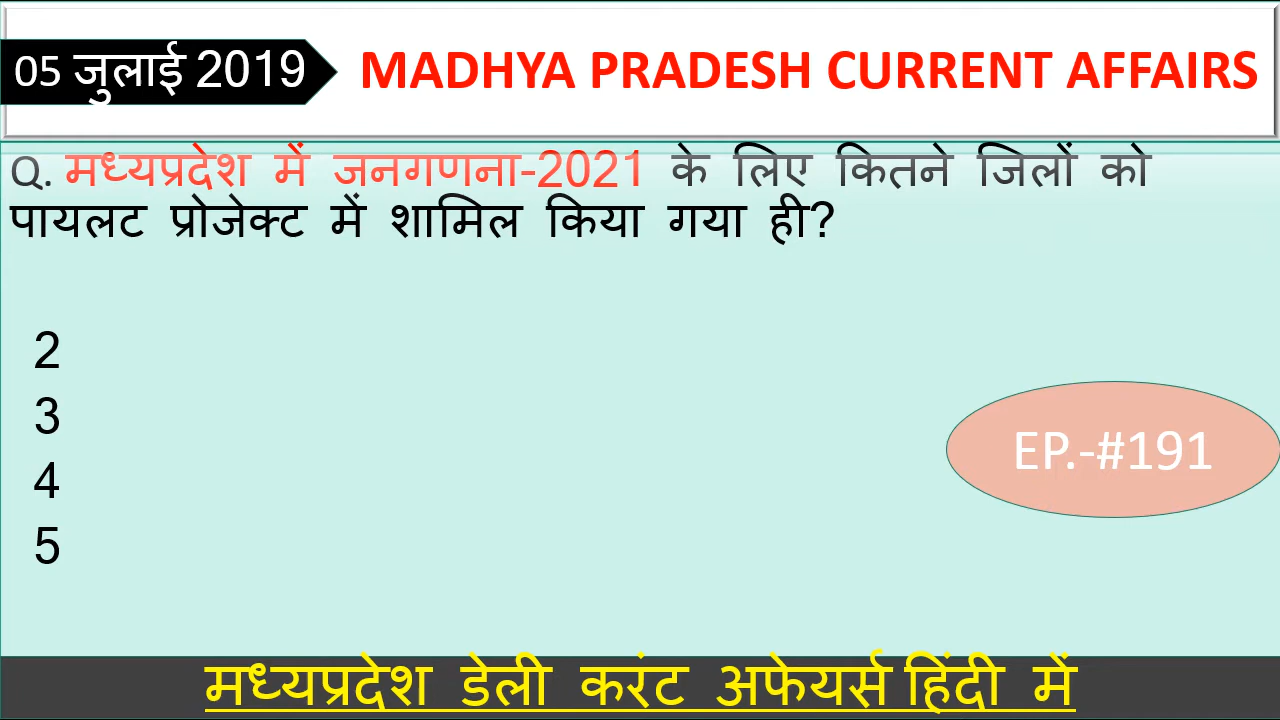 05 जुलाई 2019
MADHYA PRADESH CURRENT AFFAIRS
Q. मध्यप्रदेश में जनगणना-2021 के लिए कितने जिलों को
पायलट प्रोजेक्ट में शामिल किया गया ही?
2
3
4
5
EP.-#191
मध्यप्रदेश डेली करंट अफेयर्स हिंदी में